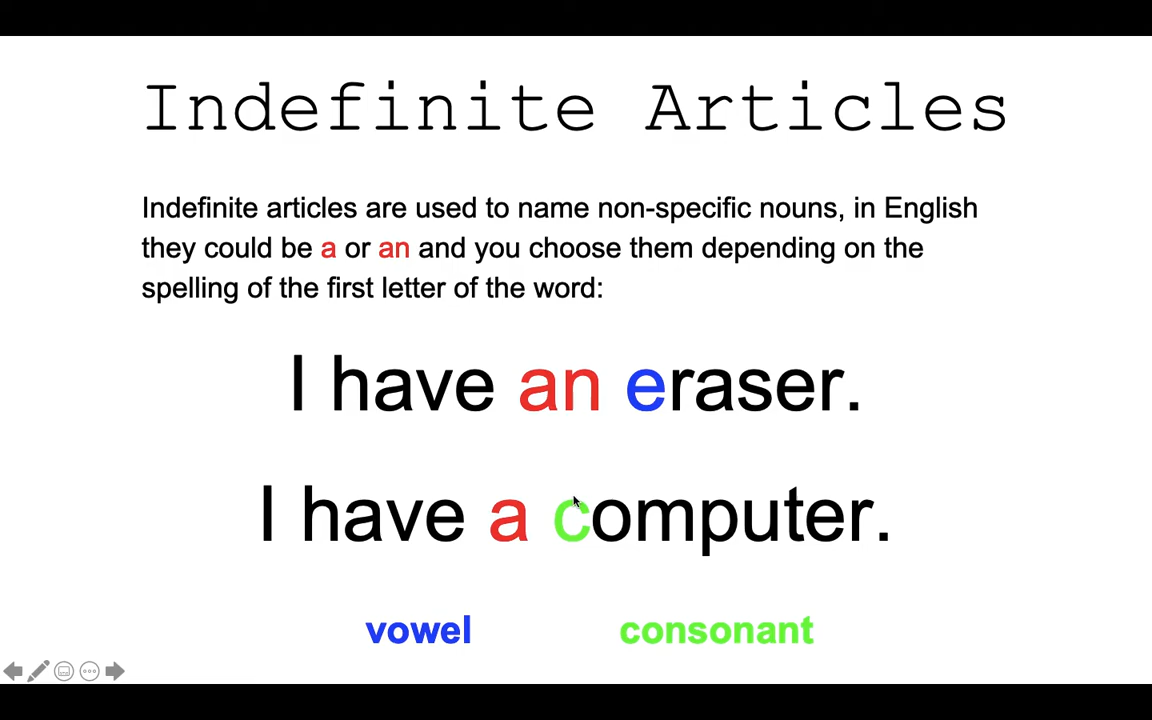 Indefinite Articles
Indefinite articles are used to name non-specific nouns, in English
they could be a or an and you choose them depending on the
spelling of the first letter of the word:
I have an eraser.
I have a computer.
vowel consonant